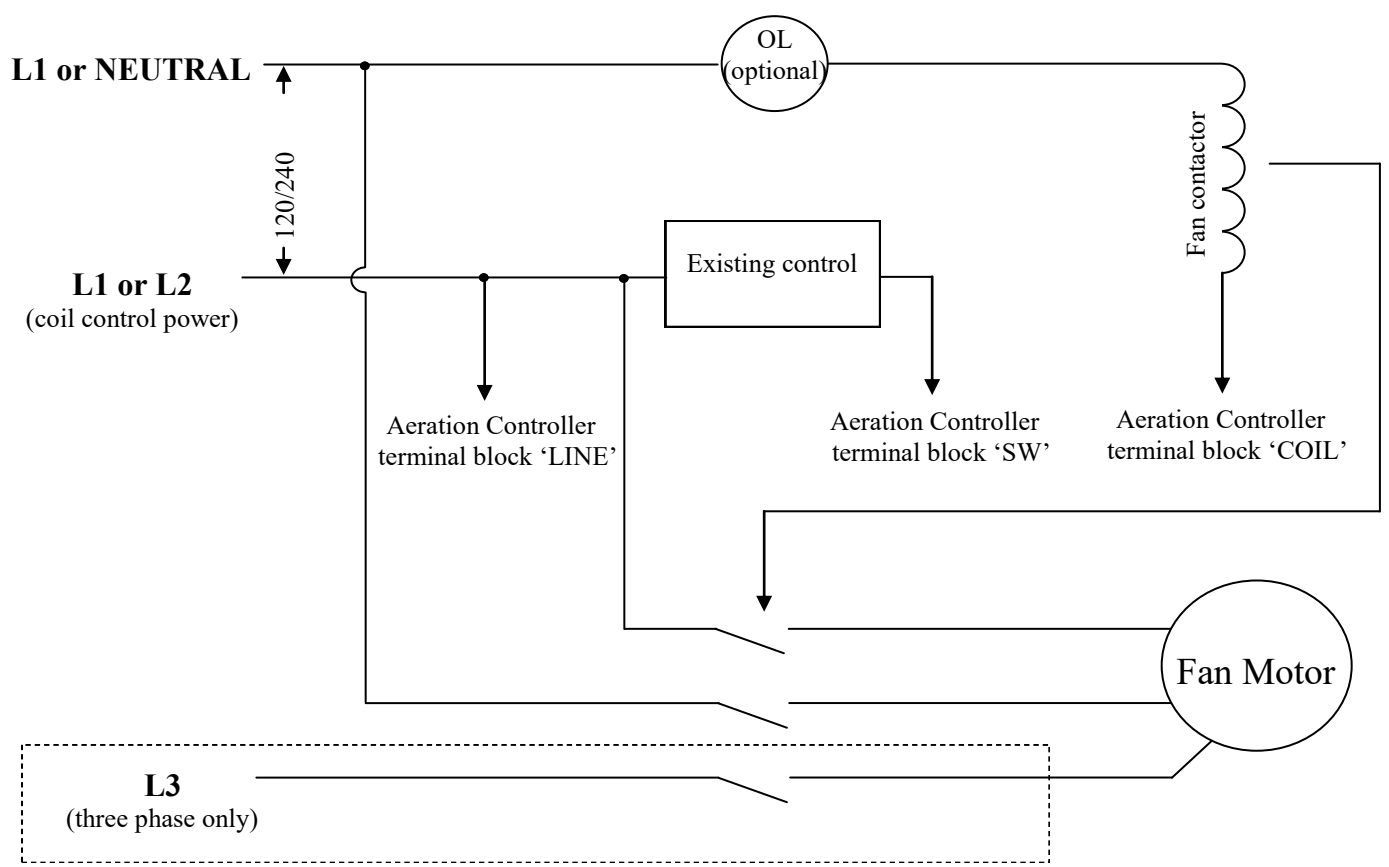 OL
(optional)
L1 or NEUTRAL
120/240
Fan contactor
Existing control
L1 or L2
(coil control power)
Aeration Controller
terminal block ‘LINE’
Aeration Controller
terminal block ‘SW’
Aeration Controller
terminal block ‘COIL’
Fan Motor
L3
(three phase only)